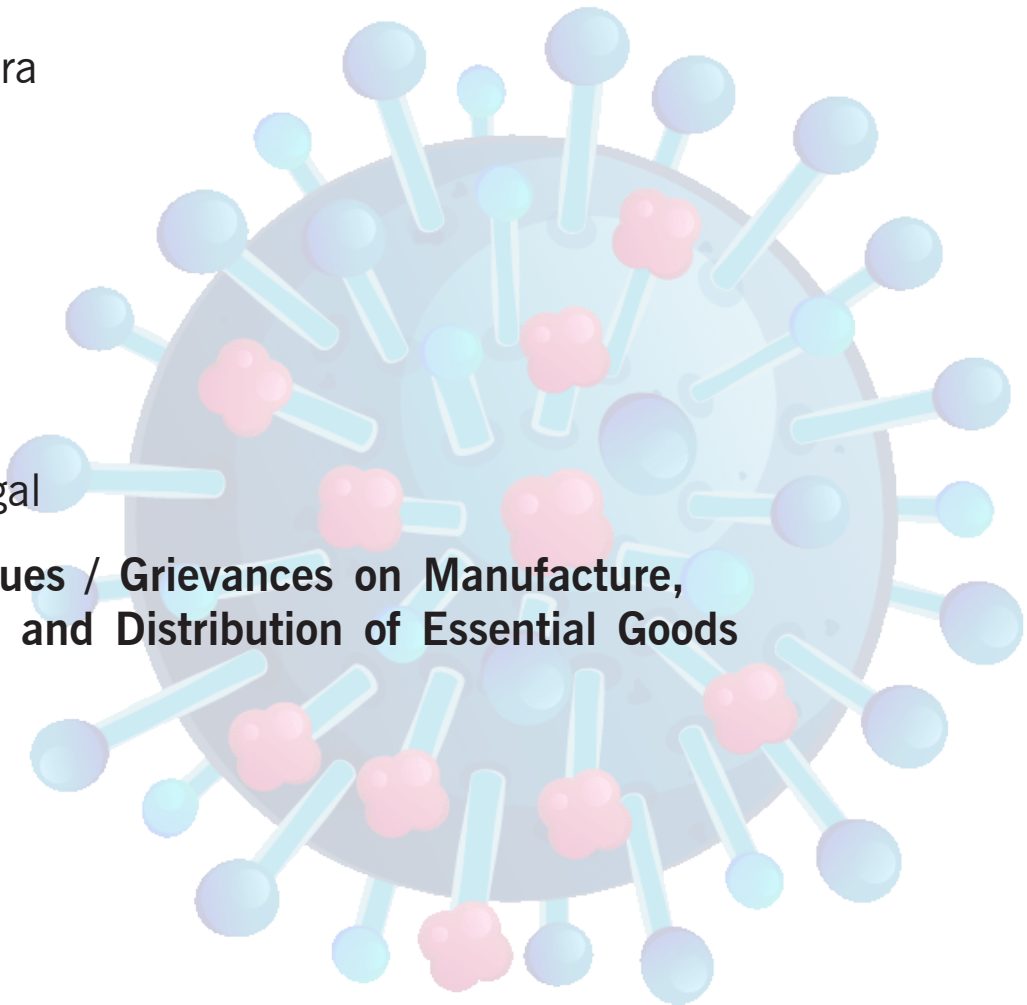 ra
gal
ues / Grievances on Manufacture,
and Distribution of Essential Goods